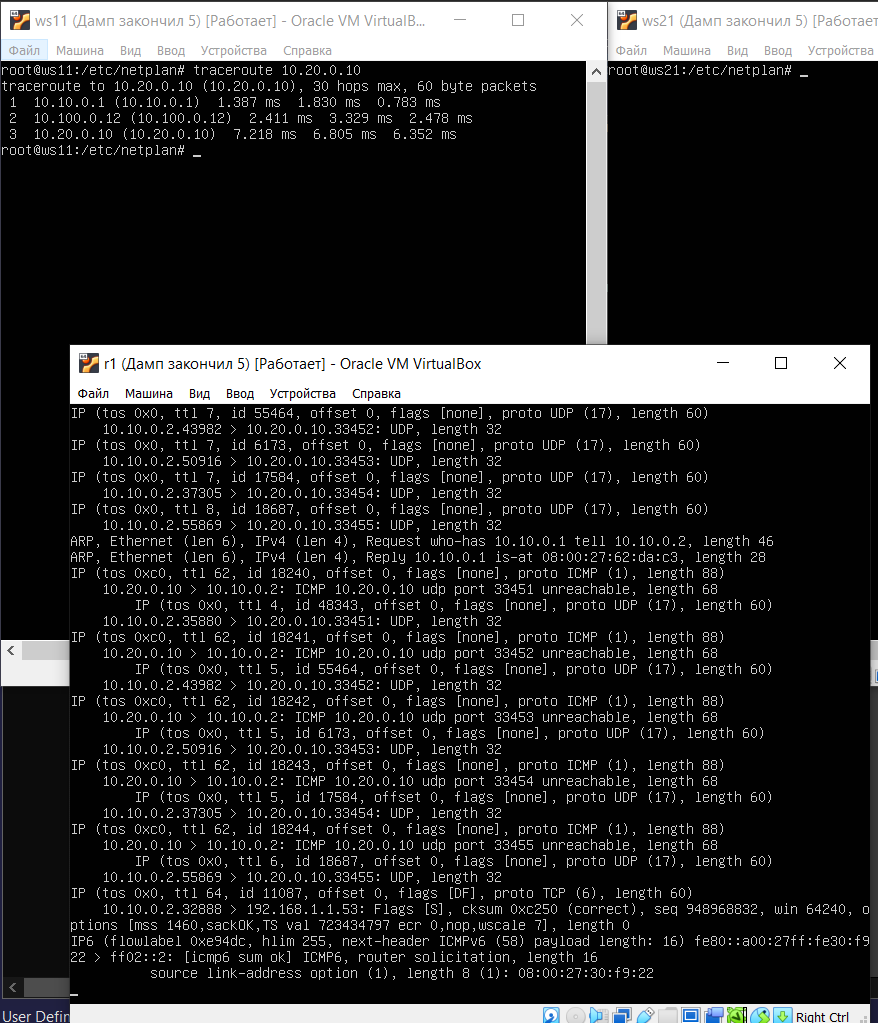 ws11 (Дамп закончил 5) [Работает] - Oracle VM VirtualB...
Файл Машина Вид Ввод Устройства Справка
root@ws11:/etc/netplan# traceroute 10.20.0.10
traceroute to 10.20.0.10 (10.20.0.10), 30 hops max, 60 byte packets
1 10.10.0.1 (10.10.0.1) 1.387 ms 1.830 ms 0.783 ms
2 10.100.0.12 (10.100.0.12) 2.411 ms 3.329 ms 2.478 ms
3 10.20.0.10 (10.20.0.10) 7.218 ms 6.805 ms 6.352 ms
root@ws11:/etc/netplan# _
ws21 (Дамп закончил 5) [Работает
Файл Машина Вид Ввод Устройства
root@ws21:/etc/netplan# _
r1 (Дамп закончил 5) [Работает] - Oracle VM VirtualBox
Файл Машина Вид Ввод Устройства Справка
IP (tos 0x0, ttl 7, id 55464, offset 0, flags [none], proto UDP (17), length 60)
10.10.0.2.43982 > 10.20.0.10.33452: UDP, length 32
IP (tos 0x0, ttl 7, id 6173, offset 0, flags [none], proto UDP (17), length 60)
10.10.0.2.50916 > 10.20.0.10.33453: UDP, length 32
IP (tos 0x0, ttl 7, id 17584, offset 0, flags [none], proto UDP (17), length 60)
10.10.0.2.37305 > 10.20.0.10.33454: UDP, length 32
IP (tos 0x0, ttl 8, id 18687, offset 0, flags [none], proto UDP (17), length 60)
10.10.0.2.55869 > 10.20.0.10.33455: UDP, length 32
ARP, Ethernet (len 6), IPv4 (len 4), Request who-has 10.10.0.1 tell 10.10.0.2, length 46
ARP, Ethernet (len 6), IPv4 (len 4), Reply 10.10.0.1 is-at 08:00:27:62:da:c3, length 28
IP (tos 0xc0, ttl 62, id 18240, offset 0, flags [none], proto ICMP (1), length 88)
10.20.0.10 > 10.10.0.2: ICMP 10.20.0.10 udp port 33451 unreachable, length 68
IP (tos 0x0, ttl 4, id 48343, offset 0, flags [none], proto UDP (17), length 60)
10.10.0.2.35880 > 10.20.0.10.33451: UDP, length 32
IP (tos 0xc0, ttl 62, id 18241, offset 0, flags [none], proto ICMP (1), length 88)
10.20.0.10 > 10.10.0.2: ICMP 10.20.0.10 udp port 33452 unreachable, length 68
IP (tos 0x0, ttl 5, id 55464, offset 0, flags [none], proto UDP (17), length 60)
10.10.0.2.43982 > 10.20.0.10.33452: UDP, length 32
IP (tos 0xc0, ttl 62, id 18242, offset 0, flags [none], proto ICMP (1), length 88)
10.20.0.10 > 10.10.0.2: ICMP 10.20.0.10 udp port 33453 unreachable, length 68
IP (tos 0x0, ttl 5, id 6173, offset 0, flags [none], proto UDP (17), length 60)
10.10.0.2.50916 > 10.20.0.10.33453: UDP, length 32
IP (tos 0xc0, ttl 62, id 18243, offset 0, flags [none], proto ICMP (1), length 88)
10.20.0.10 > 10.10.0.2: ICMP 10.20.0.10 udp port 33454 unreachable, length 68
IP (tos 0x0, ttl 5, id 17584, offset 0, flags [none], proto UDP (17), length 60)
10.10.0.2.37305 > 10.20.0.10.33454: UDP, length 32
IP (tos 0xc0, ttl 62, id 18244, offset 0, flags [none], proto ICMP (1), length 88)
10.20.0.10 > 10.10.0.2: ICMP 10.20.0.10 udp port 33455 unreachable, length 68
IP (tos 0x0, ttl 6, id 18687, offset 0, flags [none], proto UDP (17), length 60)
10.10.0.2.55869 > 10.20.0.10.33455: UDP, length 32
IP (tos 0x0, ttl 64, id 11087, offset 0, flags [DF], proto TCP (6), length 60)
10.10.0.2.32888 > 192.168.1.1.53: Flags [S], cksum 0xc250 (correct), seq 948968832, win 64240, o
ptions [mss 1460,sackOK,TS val 723434797 ecr 0,nop,wscale 7], length 0
IP6 (flowlabel 0xe94dc, hlim 255, next-header ICMPv6 (58) payload length: 16) fe80::a00:27ff:fe30:f9
22 > ff02::2: [icmp6 sum ok] ICMP6, router solicitation, length 16
source link-address option (1), length 8 (1): 08:00:27:30:f9:22
_
User Defin
Right Ctrl